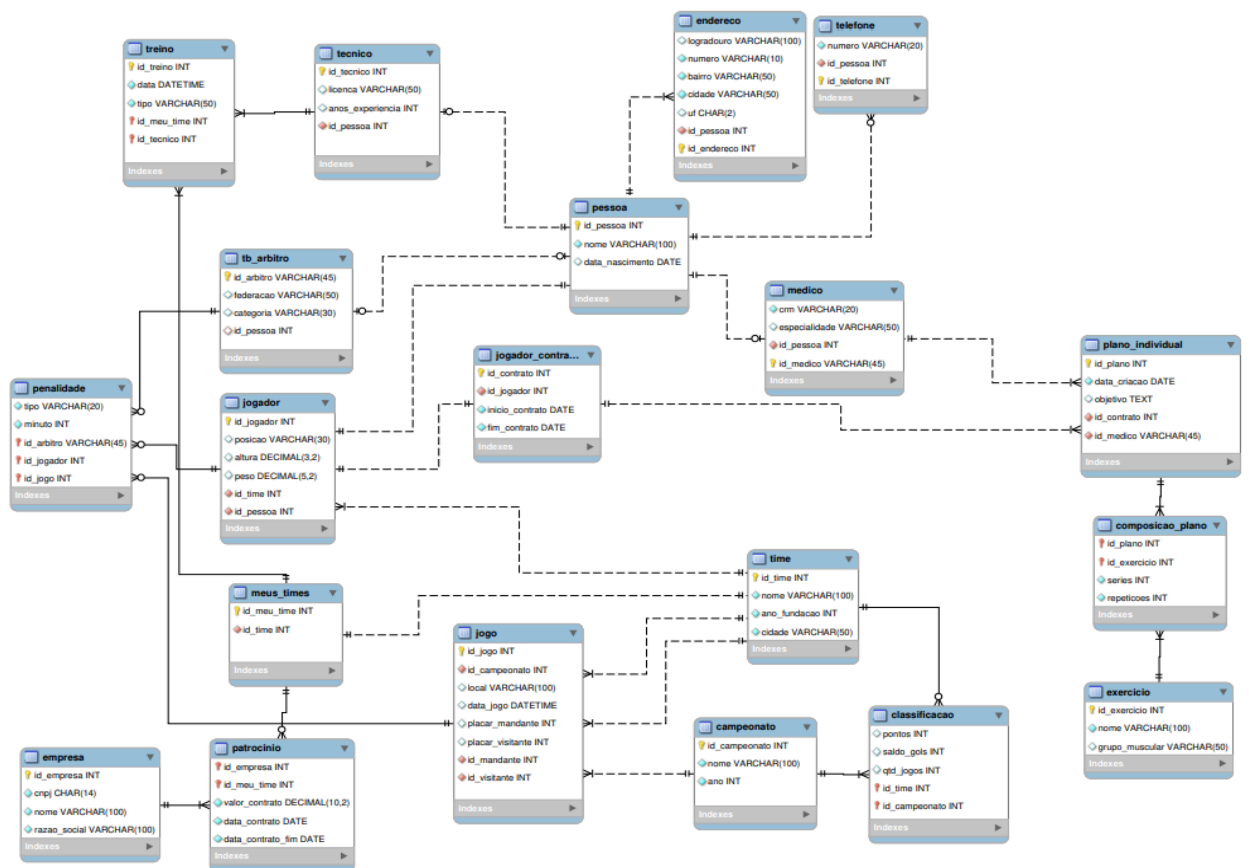 treino
id_treino INT
data DATETIME
tipo VARCHAR(50)
id_meu_time INT
id_tecnico INT
Indexes
tecnico
id_tecnico INT
licenca VARCHAR(50)
anos_experiencia INT
id_pessoa INT
Indexes
endereco
logradouro VARCHAR(100)
numero VARCHAR(10)
bairro VARCHAR(50)
cidade VARCHAR(50)
uf CHAR(2)
id_pessoa INT
id_endereco INT
Indexes
telefone
numero VARCHAR(20)
id_pessoa INT
id_telefone INT
Indexes
pessoa
id_pessoa INT
nome VARCHAR(100)
data_nascimento DATE
Indexes
tb_arbitro
id_arbitro VARCHAR(45)
federacao VARCHAR(50)
categoria VARCHAR(30)
id_pessoa INT
Indexes
medico
crm VARCHAR(20)
especialidade VARCHAR(50)
id_pessoa INT
id_medico VARCHAR(45)
Indexes
plano_individual
id_plano INT
data_criacao DATE
objetivo TEXT
id_contrato INT
id_medico VARCHAR(45)
Indexes
jogador_contra...
id_contrato INT
id_jogador INT
inicio_contrato DATE
fim_contrato DATE
Indexes
penalidade
tipo VARCHAR(20)
minuto INT
id_arbitro VARCHAR(45)
id_jogador INT
id_jogo INT
Indexes
jogador
id_jogador INT
posicao VARCHAR(30)
altura DECIMAL(3,2)
peso DECIMAL(5,2)
id_time INT
id_pessoa INT
Indexes
composicao_plano
id_plano INT
id_exercicio INT
series INT
repeticoes INT
Indexes
time
id_time INT
nome VARCHAR(100)
ano_fundacao INT
cidade VARCHAR(50)
Indexes
meus_times
id_meu_time INT
id_time INT
Indexes
jogo
id_jogo INT
id_campeonato INT
local VARCHAR(100)
data_jogo DATETIME
placar_mandante INT
placar_visitante INT
id_mandante INT
id_visitante INT
Indexes
exercicio
id_exercicio INT
nome VARCHAR(100)
grupo_muscular VARCHAR(50)
Indexes
classificacao
pontos INT
saldo_gols INT
qtd_jogos INT
id_time INT
id_campeonato INT
Indexes
campeonato
id_campeonato INT
nome VARCHAR(100)
ano INT
Indexes
patrocinio
id_empresa INT
id_meu_time INT
valor_contrato DECIMAL(10,2)
data_contrato DATE
data_contrato_fim DATE
Indexes
empresa
id_empresa INT
cnpj CHAR(14)
nome VARCHAR(100)
razao_social VARCHAR(100)
Indexes